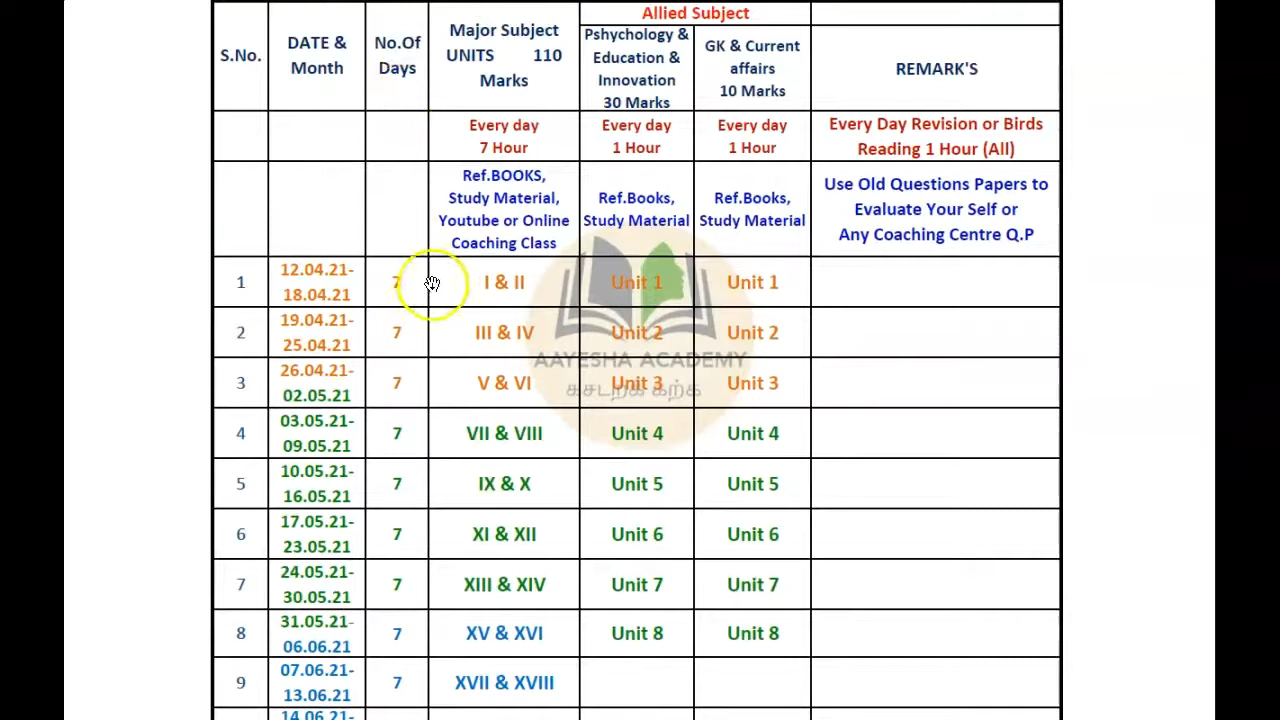 Allied Subject
S.No.
DATE &
Month
No.Of
Days
Major Subject
UNITS 110
Marks
Pshychology &
Education &
Innovation
30 Marks
GK & Current
affairs
10 Marks
REMARK'S
Every day
7 Hour
Every day
1 Hour
Every day
1 Hour
Every Day Revision or Birds
Reading 1 Hour (All)
Ref.BOOKS,
Study Material,
Youtube or Online
Coaching Class
Ref.Books,
Study Material
Ref.Books,
Study Material
Use Old Questions Papers to
Evaluate Your Self or
Any Coaching Centre Q.P
1
12.04.21-
18.04.21
7
I & II
Unit 1
Unit 1
2
19.04.21-
25.04.21
7
III & IV
Unit 2
Unit 2
AAYESHA ACADEMY
கசடறக் கற்க
3
26.04.21-
02.05.21
7
V & VI
Unit 3
Unit 3
4
03.05.21-
09.05.21
7
VII & VIII
Unit 4
Unit 4
5
10.05.21-
16.05.21
7
IX & X
Unit 5
Unit 5
6
17.05.21-
23.05.21
7
XI & XII
Unit 6
Unit 6
7
24.05.21-
30.05.21
7
XIII & XIV
Unit 7
Unit 7
8
31.05.21-
06.06.21
7
XV & XVI
Unit 8
Unit 8
9
07.06.21-
13.06.21
7
XVII & XVIII
14.06.21-